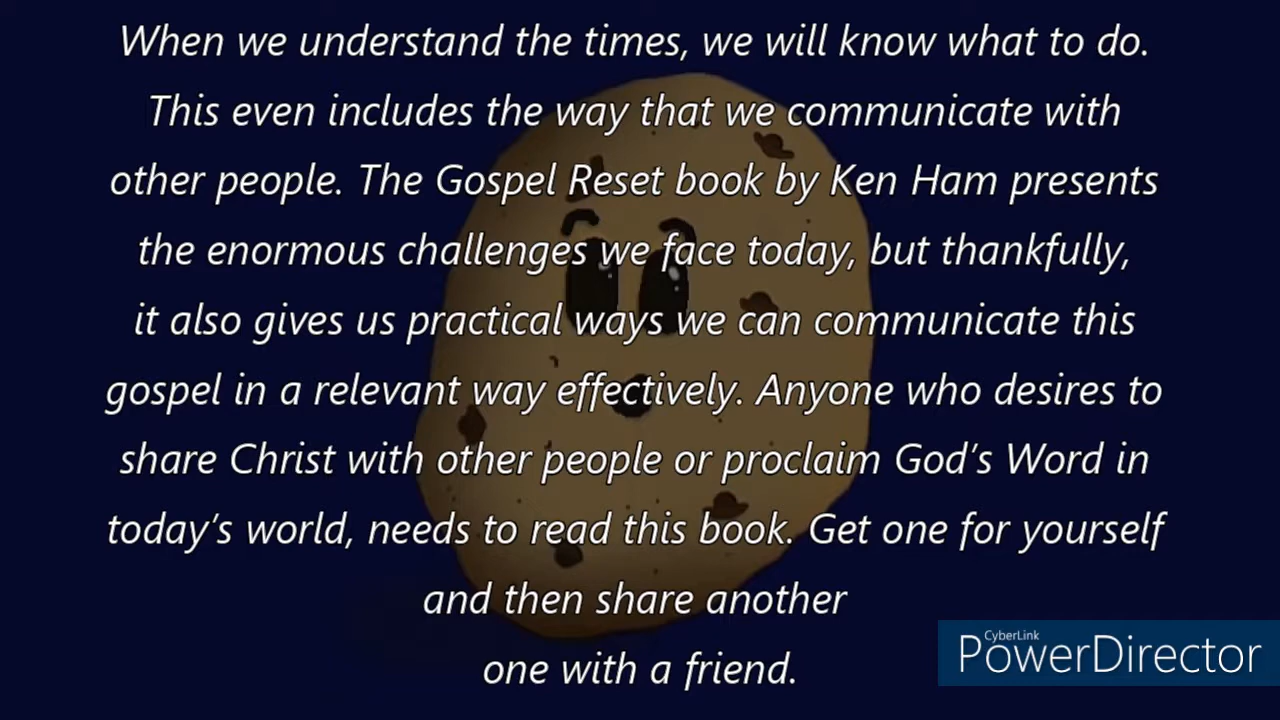 When we understand the times, we will know what to do.
This even includes the way that we communicate with
other people. The Gospel Reset book by Ken Ham presents
the enormous challenges we face today, but thankfully,
it also gives us practical ways we can communicate this
gospel in a relevant way effectively. Anyone who desires to
share Christ with other people or proclaim God's Word in
today's world, needs to read this book. Get one for yourself
and then share another
one with a friend.
CyberLink
PowerDirector